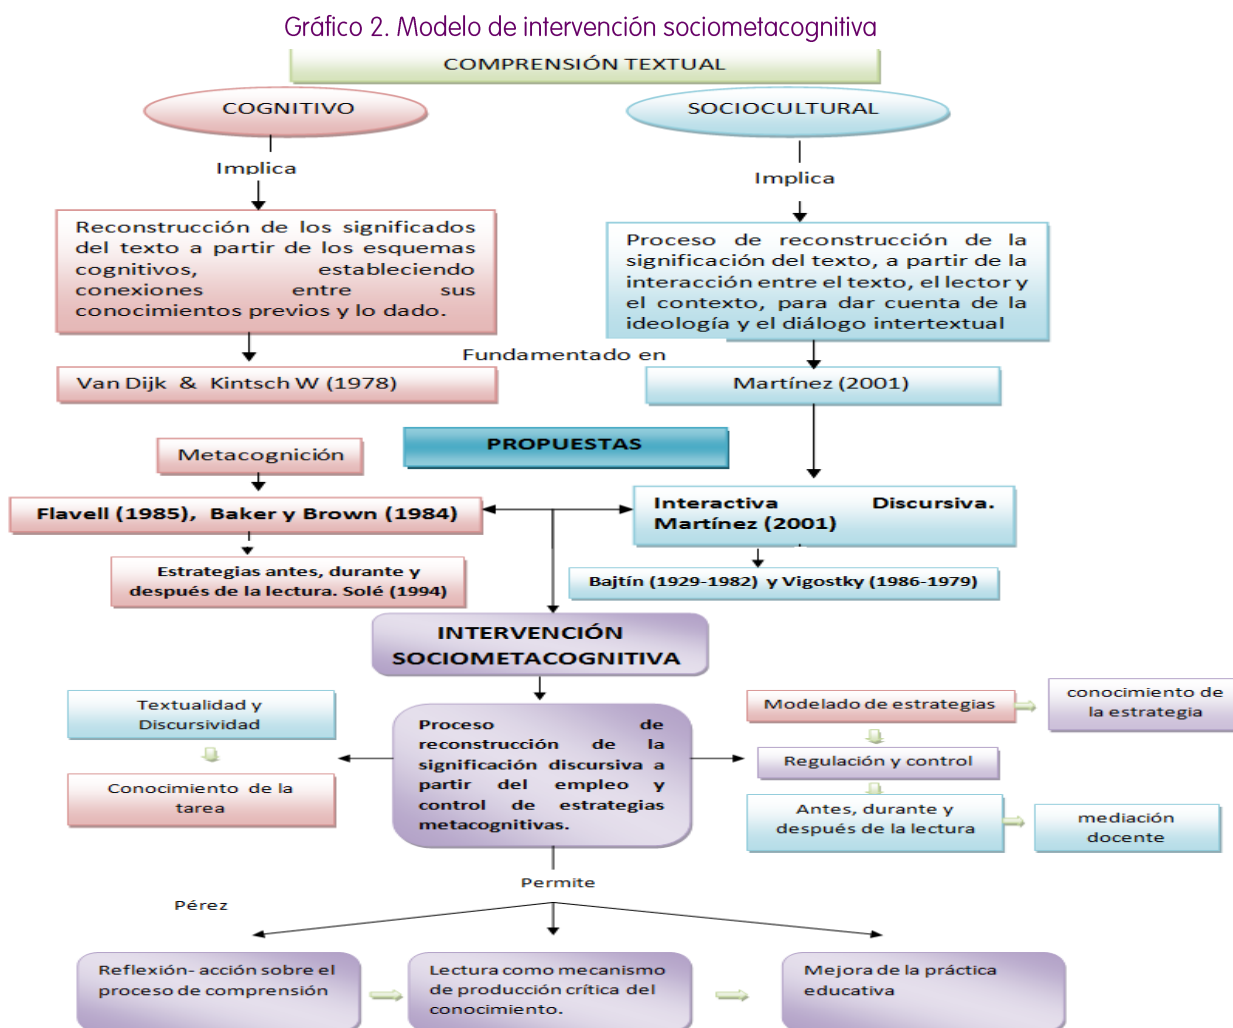 Gráfico 2. Modelo de intervención sociometacognitiva
COMPRENSIÓN TEXTUAL
COGNITIVO
SOCIOCULTURAL
Implica
Implica
Reconstrucción de los significados
del texto a partir de los esquemas
cognitivos, estableciendo
conexiones entre sus
conocimientos previos y lo dado.
Proceso de reconstrucción de la
significación del texto, a partir de la
interacción entre el texto, el lector y
el contexto, para dar cuenta de la
ideología y el diálogo intertextual
Fundamentado en
Van Dijk & Kintsch W (1978)
Martínez (2001)
PROPUESTAS
Metacognición
Flavell (1985), Baker y Brown (1984)
Interactiva Discursiva.
Martínez (2001)
Estrategias antes, durante y
después de la lectura. Solé (1994)
Bajtín (1929-1982) y Vigostky (1986-1979)
INTERVENCIÓN
SOCIOMETACOGNITIVA
Textualidad y
Discursividad
Conocimiento de la
tarea
Proceso de
reconstrucción de la
significación discursiva a
partir del empleo y
control de estrategias
metacognitivas.
Modelado de estrategias
conocimiento de
la estrategia
Regulación y control
Antes, durante y
después de la lectura
mediación
docente
Permite
Pérez
Reflexión- acción sobre el
proceso de comprensión
Lectura como mecanismo
de producción crítica del
conocimiento.
Mejora de la práctica
educativa